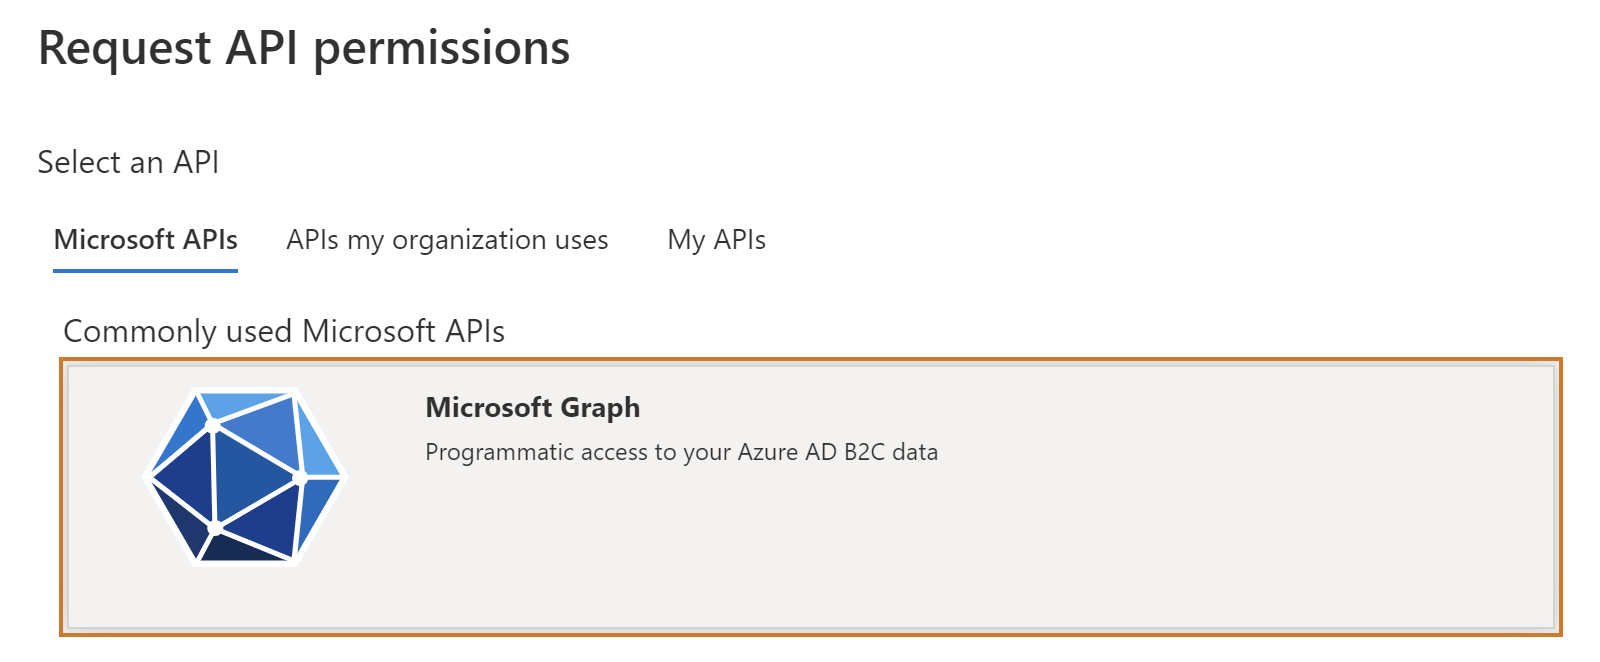 Request API permissions
Select an API
Microsoft APIs APIs my organization uses My APIs
Commonly used Microsoft APIs
Microsoft Graph
Programmatic access to your Azure AD B2C data